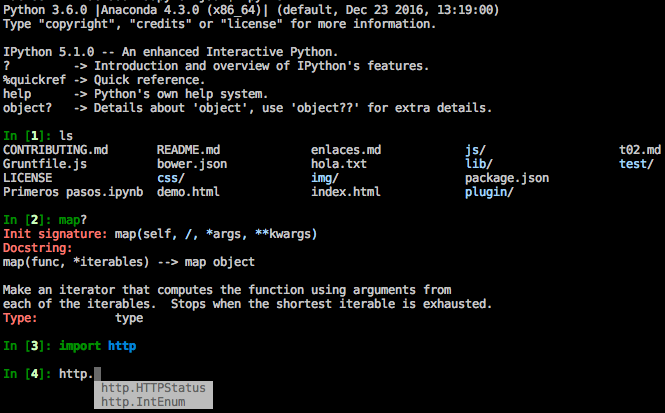 Python 3.6.0 |Anaconda 4.3.0 (x86_64)| (default, Dec 23 2016, 13:19:00)
Type "copyright", "credits" or "license" for more information.
IPython 5.1.0 -- An enhanced Interactive Python.
?         -> Introduction and overview of IPython's features.
%quickref -> Quick reference.
help      -> Python's own help system.
object?   -> Details about 'object', use 'object??' for extra details.
In [1]: ls
CONTRIBUTING.md       README.md             enlaces.md            js/                   t02.md
Gruntfile.js          bower.json            hola.txt              lib/                  test/
LICENSE               css/                  img/                  package.json
Primeros pasos.ipynb  demo.html             index.html            plugin/
In [2]: map?
Init signature: map(self, /, *args, **kwargs)
Docstring:
map(func, *iterables) --> map object
Make an iterator that computes the function using arguments from
each of the iterables.  Stops when the shortest iterable is exhausted.
Type:           type
In [3]: import http
In [4]: http.
http.HTTPStatus
http.IntEnum